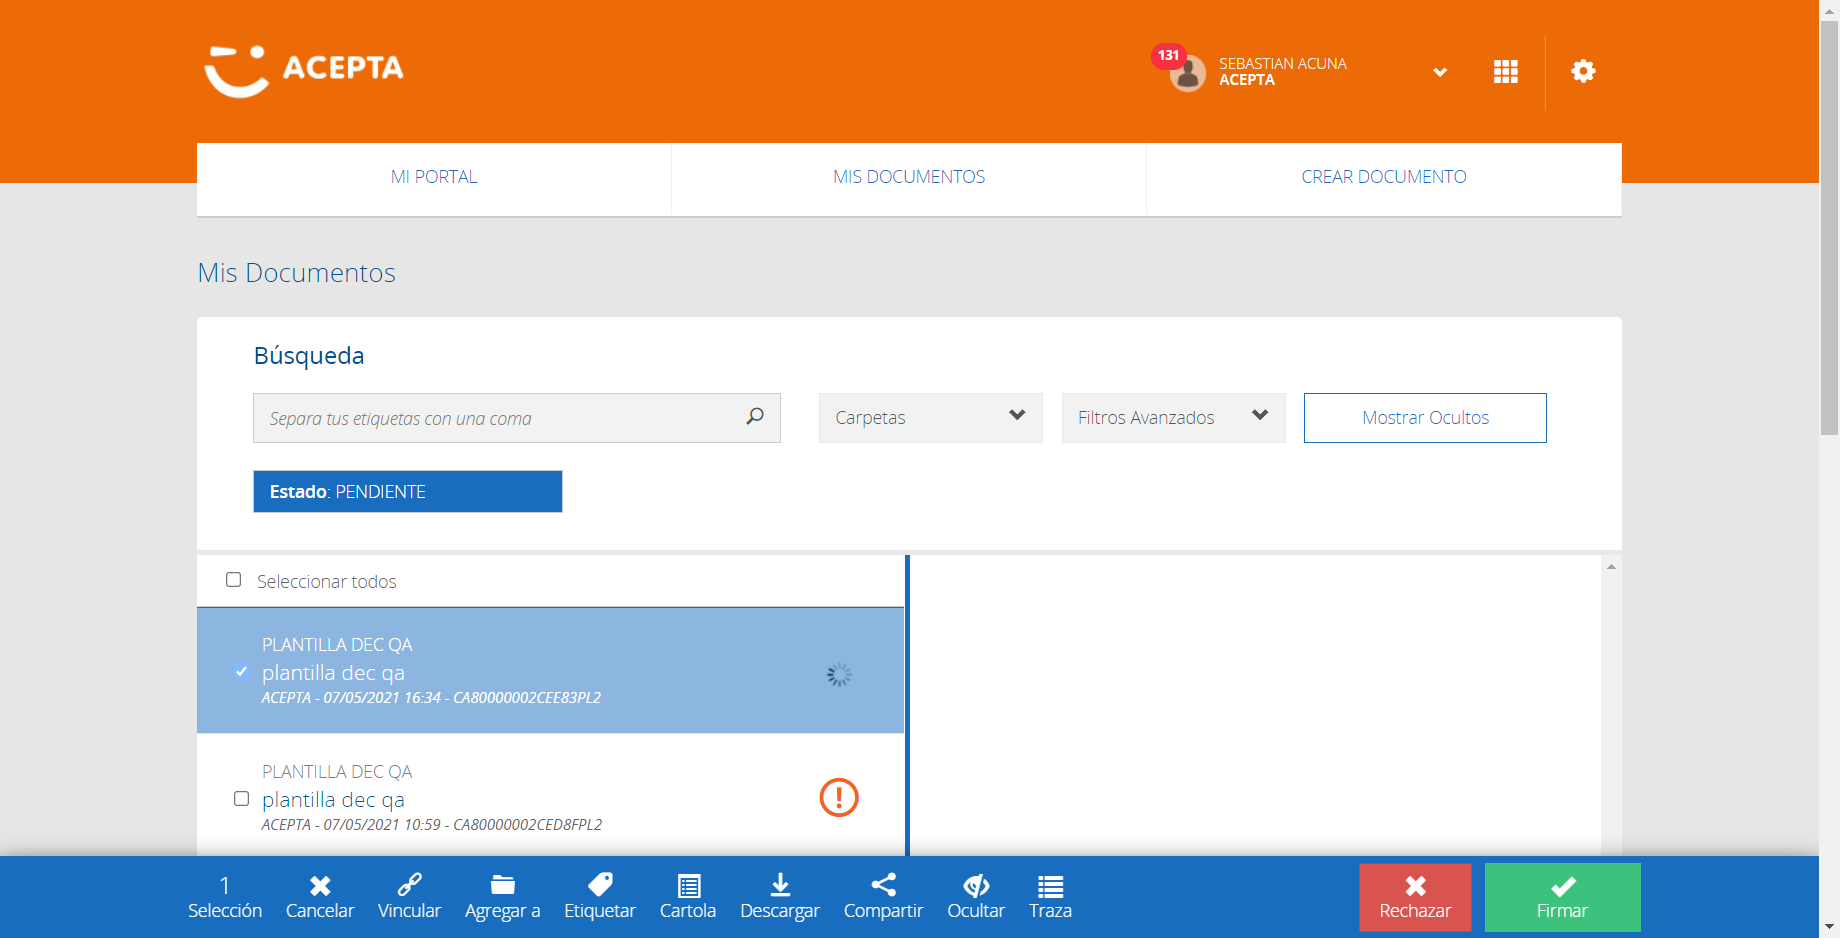 ACEPTA
131
SEBASTIAN ACUNA
ACEPTA
MI PORTAL
MIS DOCUMENTOS
CREAR DOCUMENTO
Mis Documentos
Búsqueda
Separa tus etiquetas con una coma
Carpetas
Filtros Avanzados
Mostrar Ocultos
Estado: PENDIENTE
Seleccionar todos
PLANTILLA DEC QA
plantilla dec qa
ACEPTA - 07/05/2021 16:34 - CA80000002CEE83PL2
PLANTILLA DEC QA
plantilla dec qa
ACEPTA - 07/05/2021 10:59 - CA80000002CED8FPL2
1
Selección
Cancelar
Vincular
Agregar a
Etiquetar
Cartola
Descargar
Compartir
Ocultar
Traza
Rechazar
Firmar